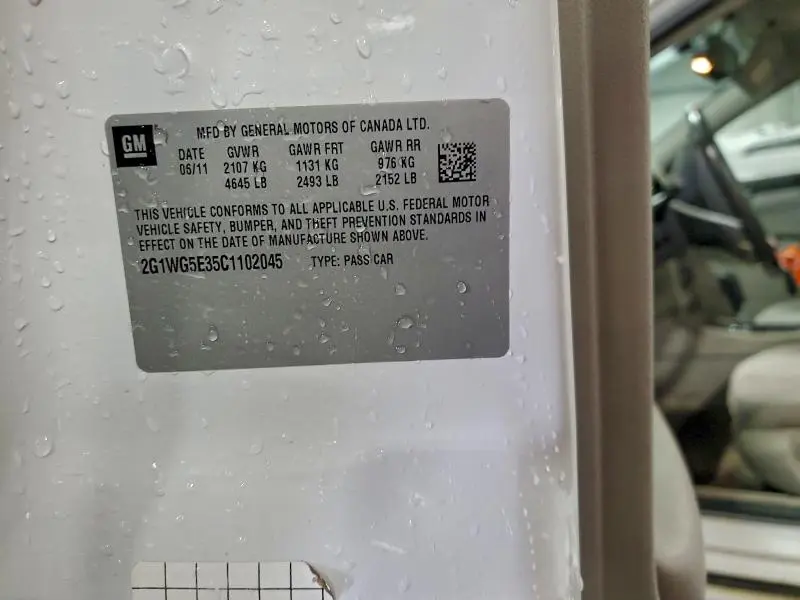 GM
MFD BY GENERAL MOTORS OF CANADA LTD.
DATE GVWR GAWR FRT GAWR RR
06/11 2107 KG 1131 KG 976 KG
4645 LB 2493 LB 2152 LB
THIS VEHICLE CONFORMS TO ALL APPLICABLE U.S. FEDERAL MOTOR
VEHICLE SAFETY, BUMPER, AND THEFT PREVENTION STANDARDS IN
EFFECT ON THE DATE OF MANUFACTURE SHOWN ABOVE.
2G1WG5E35C1102045 TYPE: PASS CAR